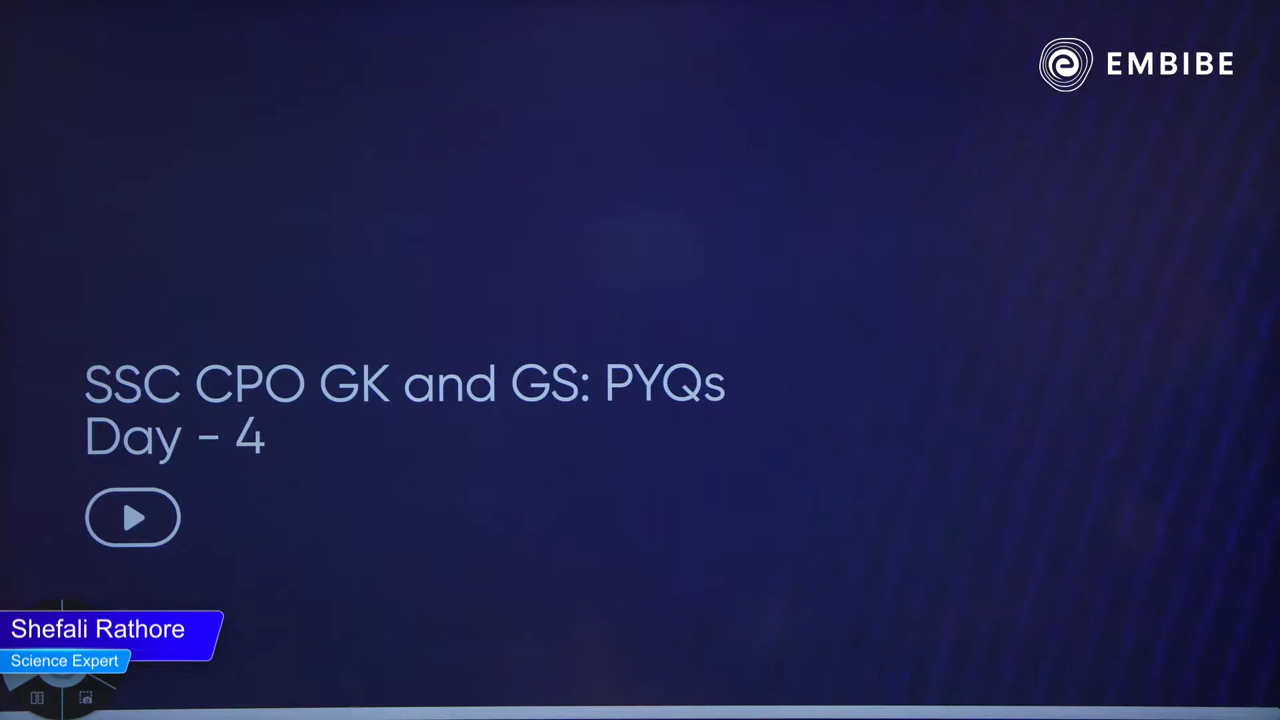 EMBIBE
SSC CPO GK and GS: PYQs
Day - 4
Shefali Rathore
Science Expert